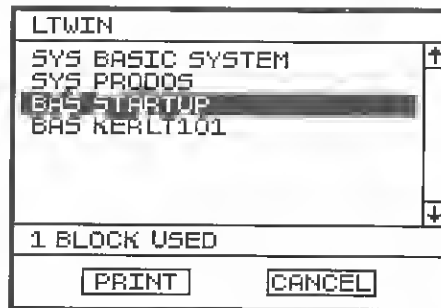 LTWIN
SYS BASIC SYSTEM
SYS PRODOS
BAS STARTUP
BAS KERLT101
1 BLOCK USED
PRINT CANCEL